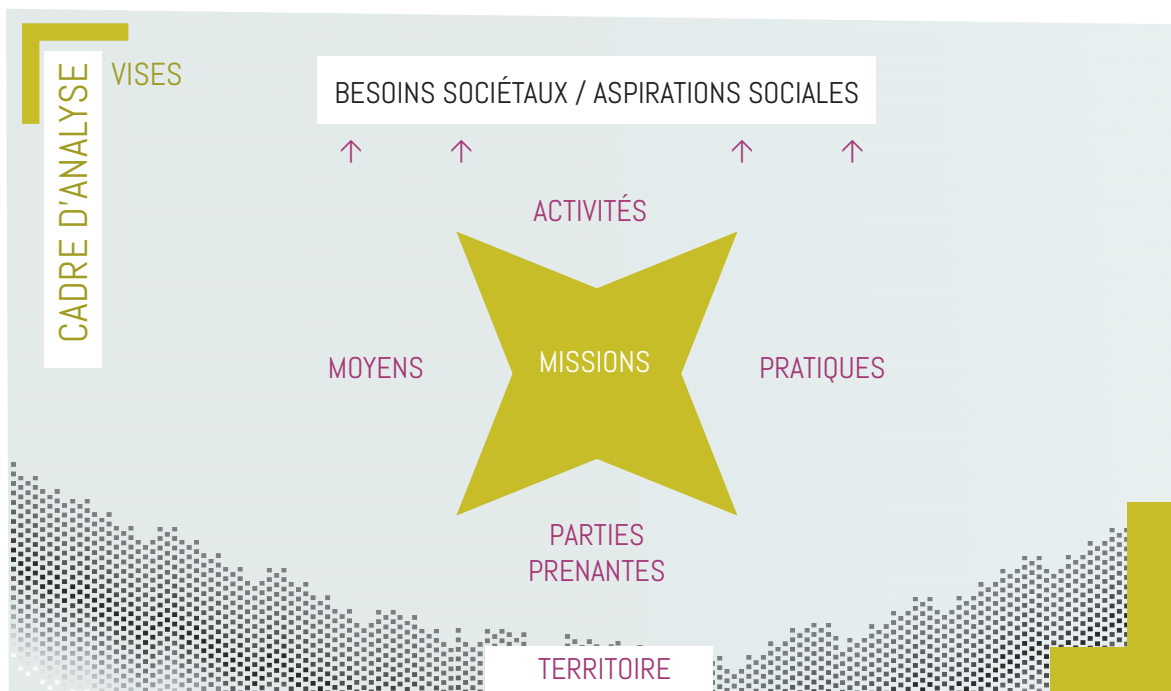 CADRE D'ANALYSE
VISES
BESOINS SOCIÉTAUX / ASPIRATIONS SOCIALES
ACTIVITÉS
MOYENS
MISSIONS
PRATIQUES
PARTIES
PRENANTES
TERRITOIRE